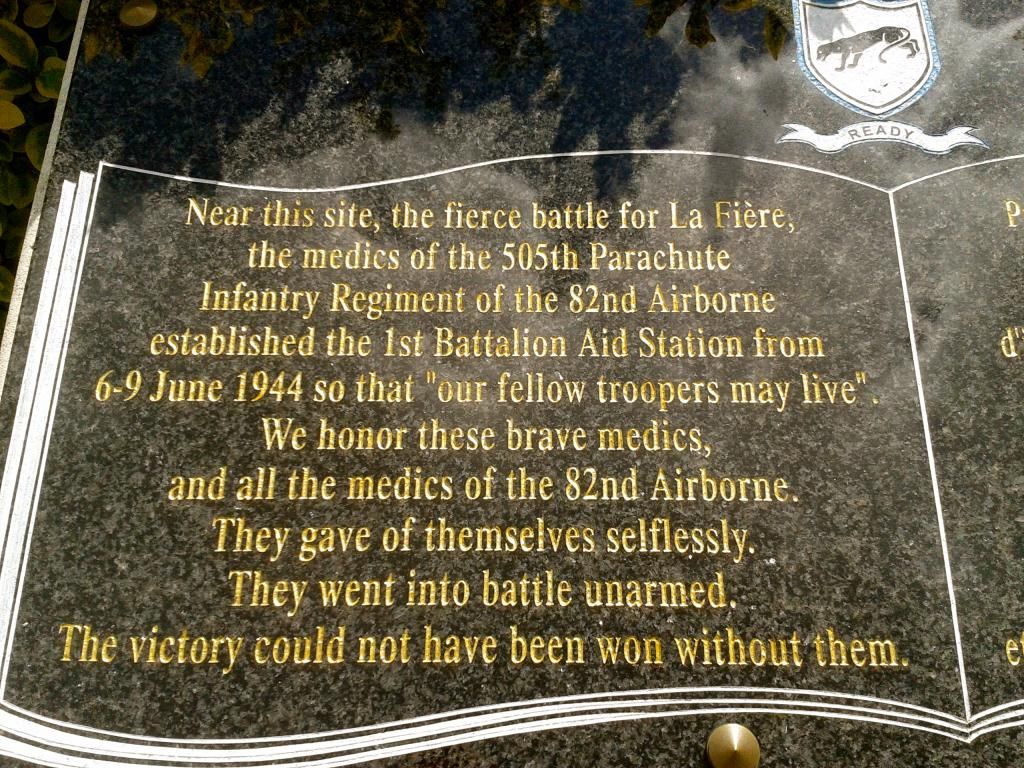 READY
Near this site, the fierce battle for La Fière,
the medics of the 505th Parachute
Infantry Regiment of the 82nd Airborne
established the 1st Battalion Aid Station from
6-9 June 1944 so that "our fellow troopers may live".
We honor these brave medics,
and all the medics of the 82nd Airborne.
They gave of themselves selflessly.
They went into battle unarmed.
The victory could not have been won without them.